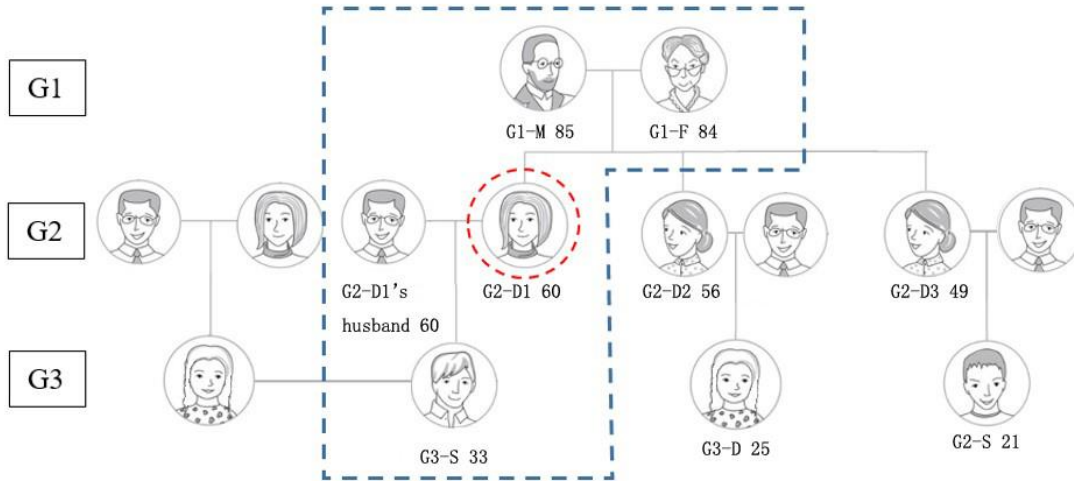 G1
G1-M 85
G1-F 84
G2
G2-D1's
husband 60
G2-D1 60
G2-D2 56
G2-D3 49
G3
G3-S 33
G3-D 25
G2-S 21